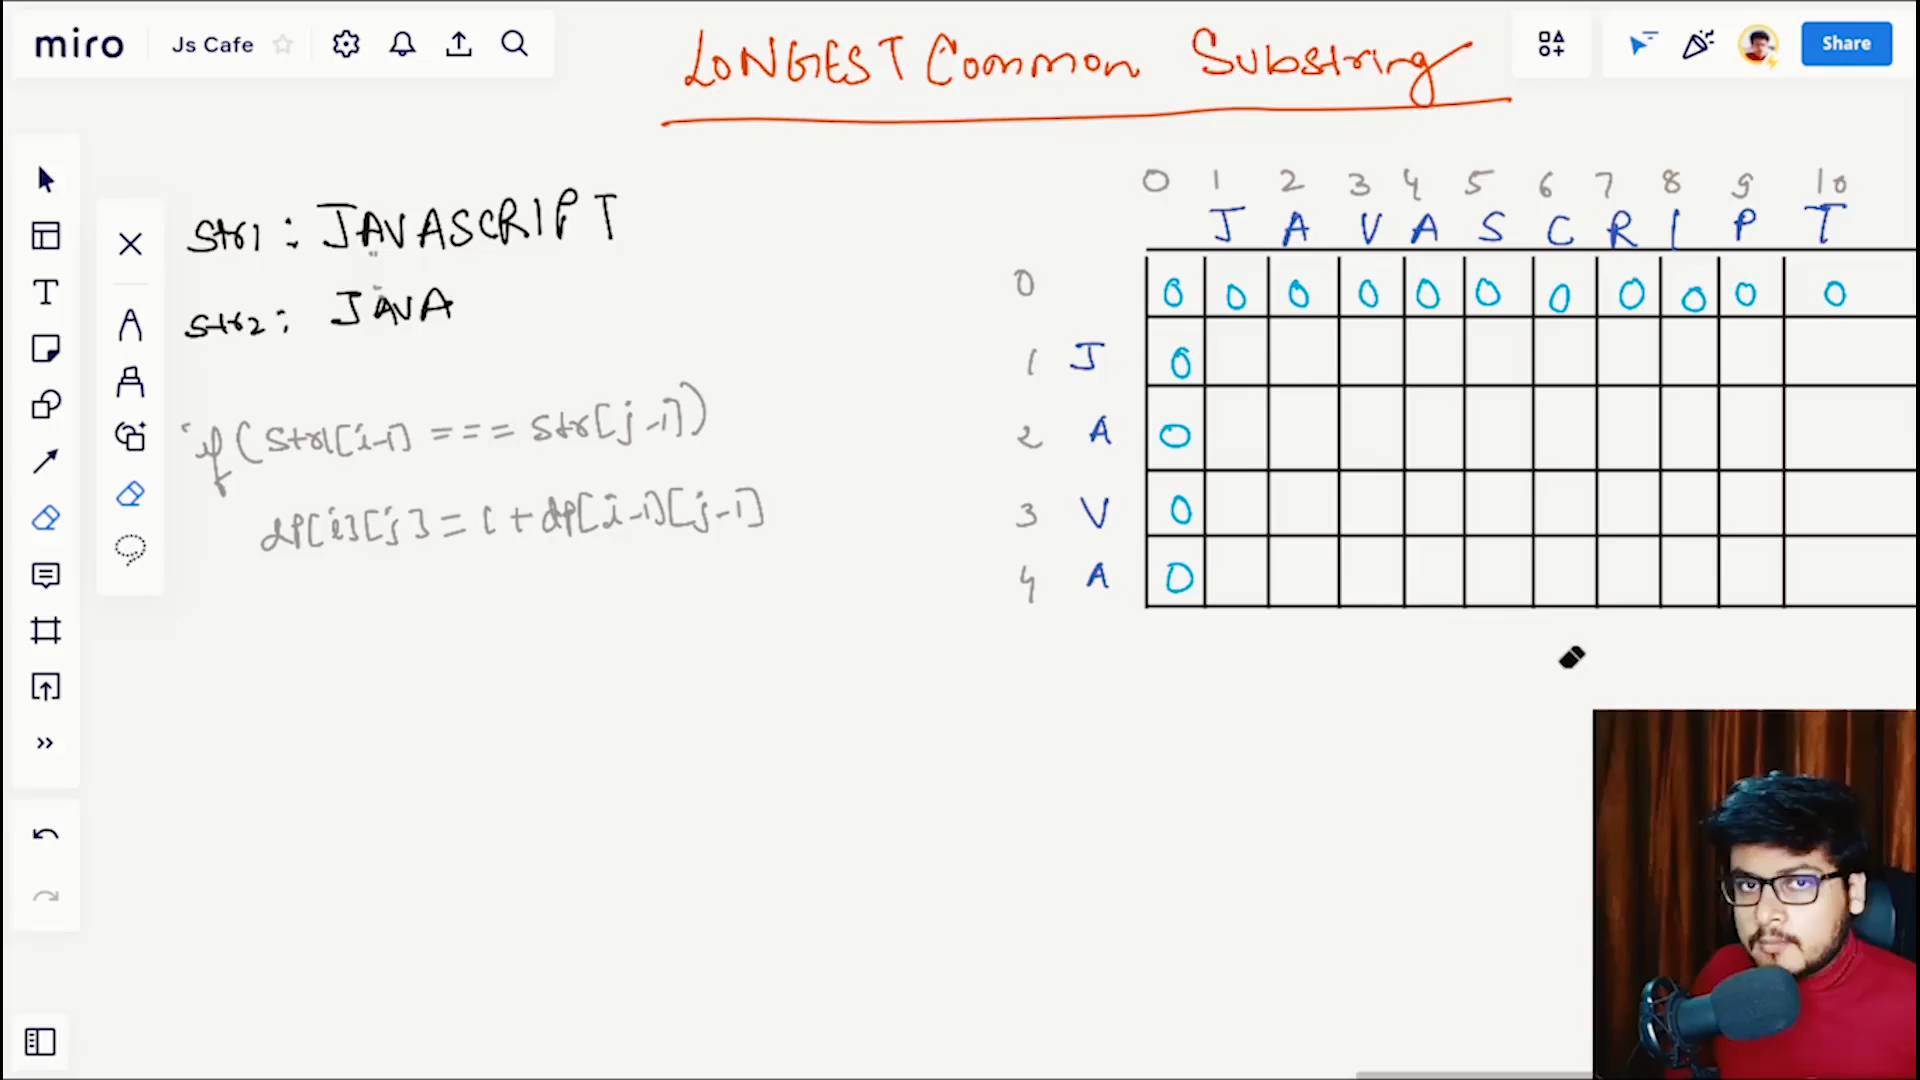 miro Js Cafe
Share
LONGEST Common Substring
str1 : JAVASCRIPT
str2 : JAVA
if (str1[i-1] === str[j-1])
dp[i][j] = 1 + dp[i-1][j-1]
0 1 2 3 4 5 6 7 8 9 10
J A V A S C R I P T
0 0 0 0 0 0 0 0 0 0 0 0
1 J 0
2 A 0
3 V 0
4 A 0